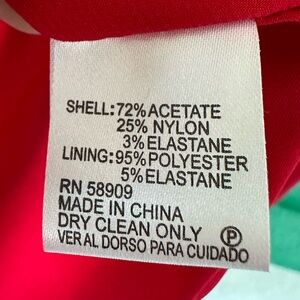 SHELL:72%ACETATE
25%NYLON
3%ELASTANE
LINING:95%POLYESTER
5%ELASTANE
RN 58909
MADE IN CHINA
DRY CLEAN ONLY Ⓟ
VER AL DORSO PARA CUIDADO